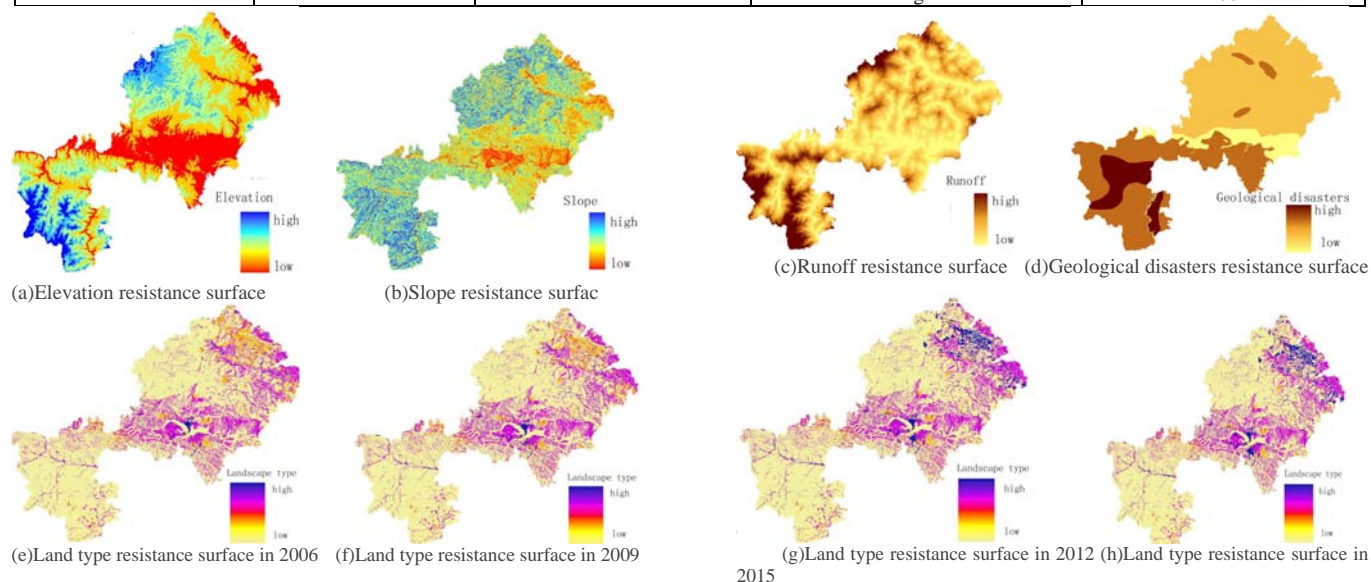 Elevation
high
low
Slope
high
low
Runoff
high
low
Geological disasters
high
low
(a)Elevation resistance surface
(b)Slope resistance surfac
(c)Runoff resistance surface
(d)Geological disasters resistance surface
Landscape type
high
low
Landscape type
high
low
Landscape type
high
low
Landscape type
high
low
(e)Land type resistance surface in 2006
(f)Land type resistance surface in 2009
(g)Land type resistance surface in 2012
(h)Land type resistance surface in
2015